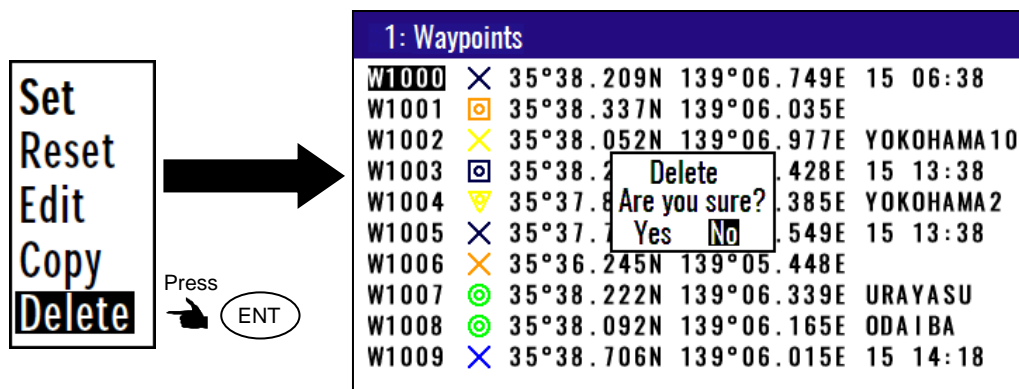 Set
Reset
Edit
Copy
Delete
Press
ENT
1: Waypoints
W1000 35°38.209N 139°06.749E 15 06:38
W1001 35°38.337N 139°06.035E
W1002 35°38.052N 139°06.977E YOKOHAMA10
W1003 35°38.2 .428E 15 13:38
W1004 35°37.8 .385E YOKOHAMA2
W1005 35°37.7 .549E 15 13:38
W1006 35°36.245N 139°05.448E
W1007 35°38.222N 139°06.339E URAYASU
W1008 35°38.092N 139°06.165E ODAIBA
W1009 35°38.706N 139°06.015E 15 14:18
Delete
Are you sure?
Yes No